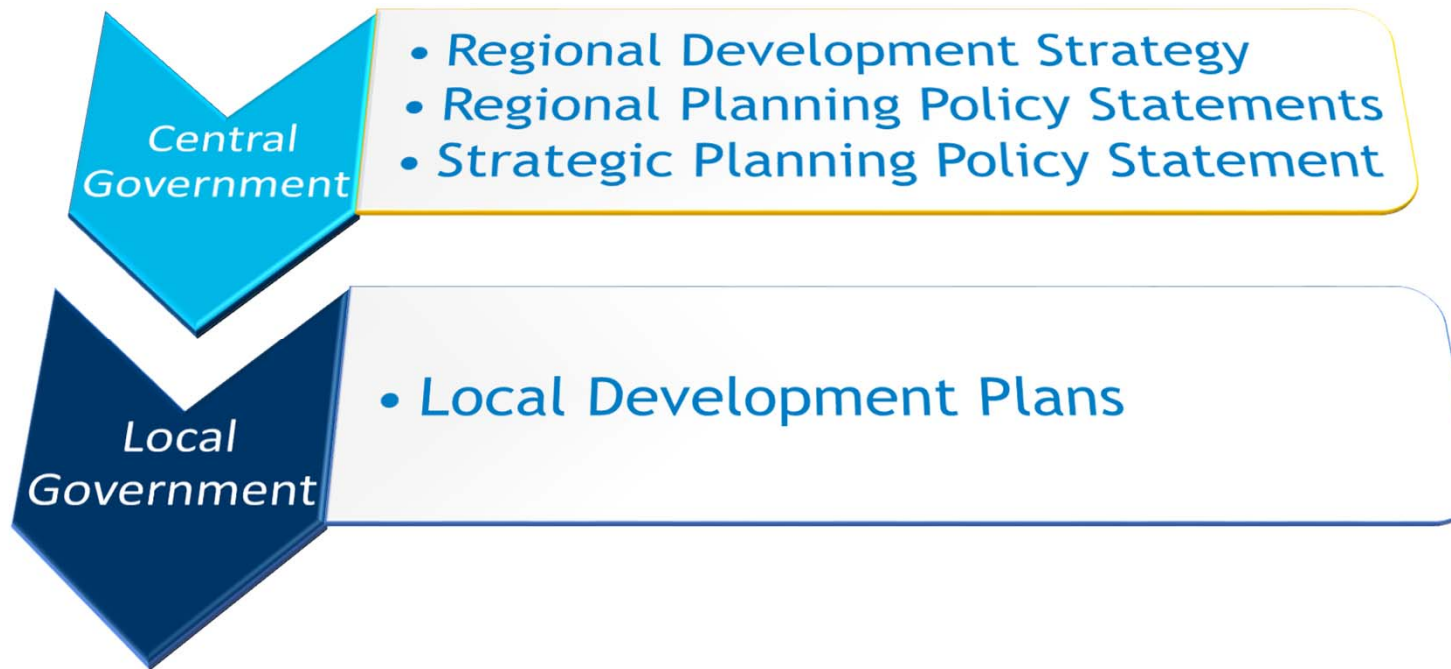 Central
Government
• Regional Development Strategy
• Regional Planning Policy Statements
• Strategic Planning Policy Statement
Local
Government
• Local Development Plans